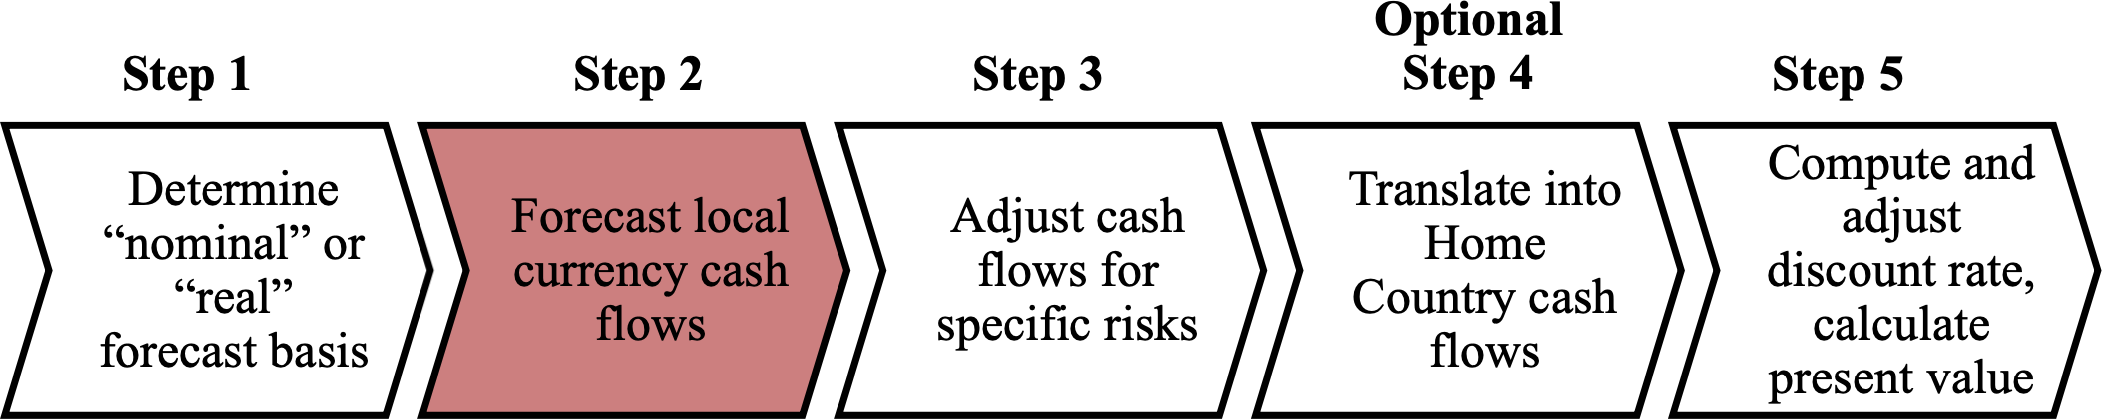 Step 1
Determine
“nominal” or
“real”
forecast basis
Step 2
Forecast local
currency cash
flows
Step 3
Adjust cash
flows for
specific risks
Optional
Step 4
Translate into
Home
Country cash
flows
Step 5
Compute and
adjust
discount rate,
calculate
present value